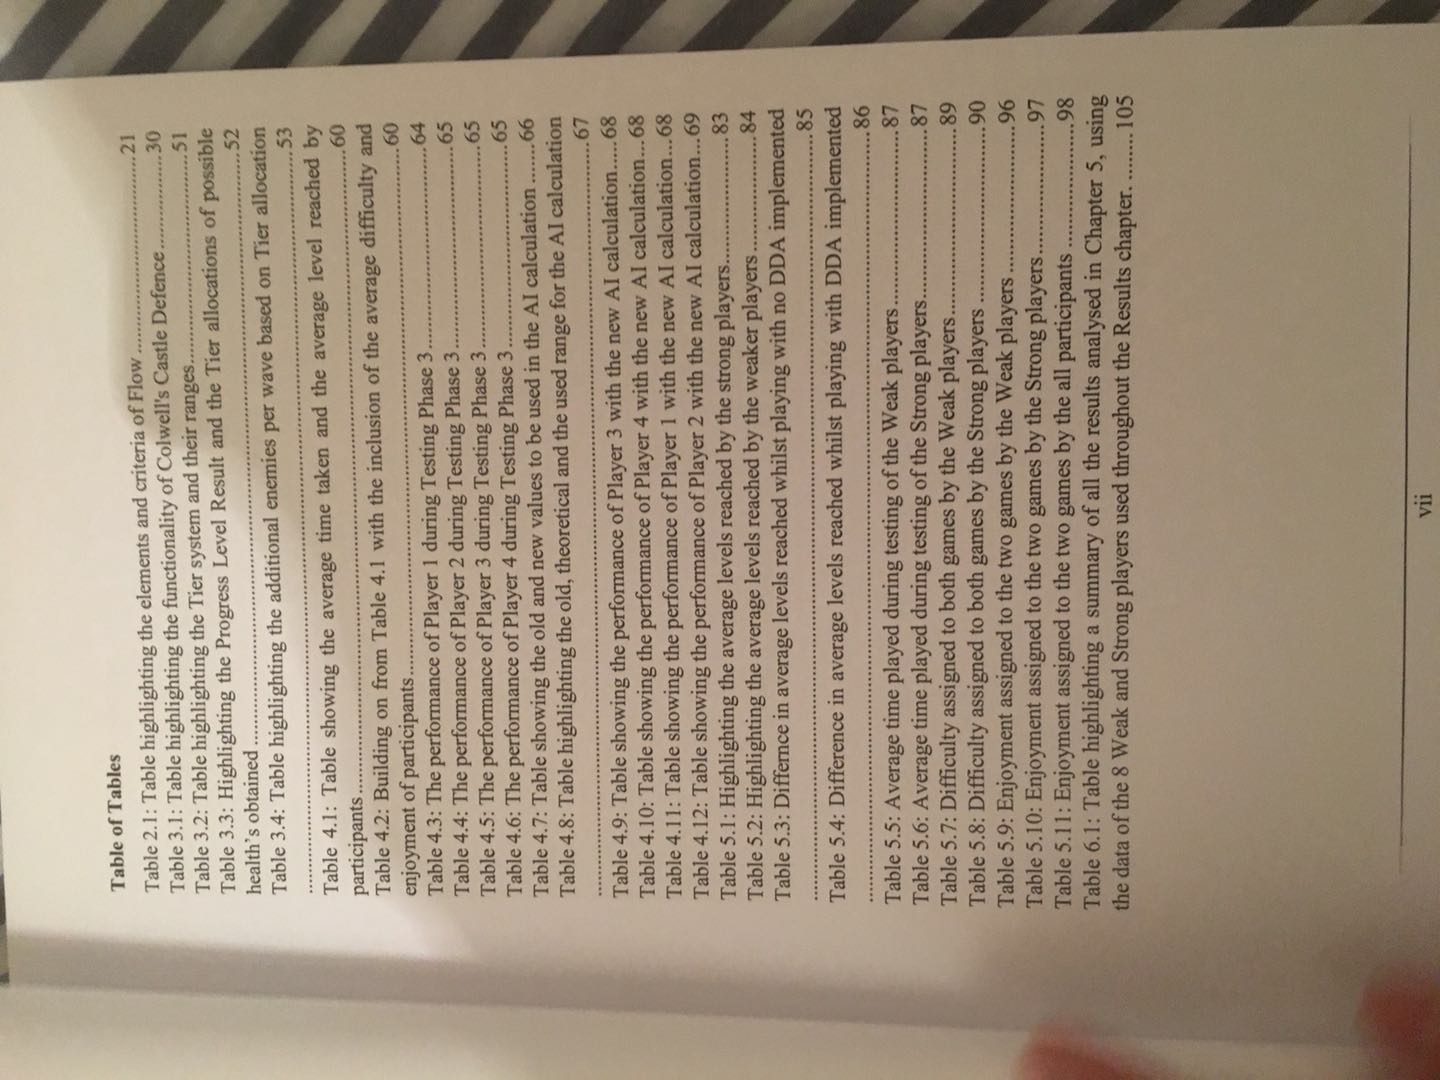 Table of Tables
Table 2.1: Table highlighting the elements and criteria of Flow ..................................21
Table 3.1: Table highlighting the functionality of Colwell's Castle Defence................30
Table 3.2: Table highlighting the Tier system and their ranges....................................51
Table 3.3: Highlighting the Progress Level Result and the Tier allocations of possible
health's obtained ..........................................................................................................52
Table 3.4: Table highlighting the additional enemies per wave based on Tier allocation
......................................................................................................................................53
Table 4.1: Table showing the average time taken and the average level reached by
participants...................................................................................................................60
Table 4.2: Building on from Table 4.1 with the inclusion of the average difficulty and
enjoyment of participants.............................................................................................60
Table 4.3: The performance of Player 1 during Testing Phase 3..................................64
Table 4.4: The performance of Player 2 during Testing Phase 3..................................65
Table 4.5: The performance of Player 3 during Testing Phase 3..................................65
Table 4.6: The performance of Player 4 during Testing Phase 3..................................65
Table 4.7: Table showing the old and new values to be used in the AI calculation .......66
Table 4.8: Table highlighting the old, theoretical and the used range for the AI calculation
......................................................................................................................................67
Table 4.9: Table showing the performance of Player 3 with the new AI calculation.....68
Table 4.10: Table showing the performance of Player 4 with the new AI calculation...68
Table 4.11: Table showing the performance of Player 1 with the new AI calculation...68
Table 4.12: Table showing the performance of Player 2 with the new AI calculation...69
Table 5.1: Highlighting the average levels reached by the strong players.....................83
Table 5.2: Highlighting the average levels reached by the weaker players...................84
Table 5.3: Differnce in average levels reached whilst playing with no DDA implemented
......................................................................................................................................85
Table 5.4: Difference in average levels reached whilst playing with DDA implemented
......................................................................................................................................86
Table 5.5: Average time played during testing of the Weak players.............................87
Table 5.6: Average time played during testing of the Strong players............................87
Table 5.7: Difficulty assigned to both games by the Weak players...............................89
Table 5.8: Difficulty assigned to both games by the Strong players .............................90
Table 5.9: Enjoyment assigned to the two games by the Weak players ........................96
Table 5.10: Enjoyment assigned to the two games by the Strong players.....................97
Table 5.11: Enjoyment assigned to the two games by the all participants ....................98
Table 6.1: Table highlighting a summary of all the results analysed in Chapter 5, using
the data of the 8 Weak and Strong players used throughout the Results chapter. ........105
vii